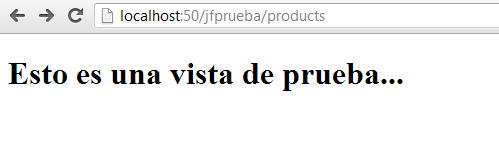 localhost:50/jfprueba/products
Esto es una vista de prueba...